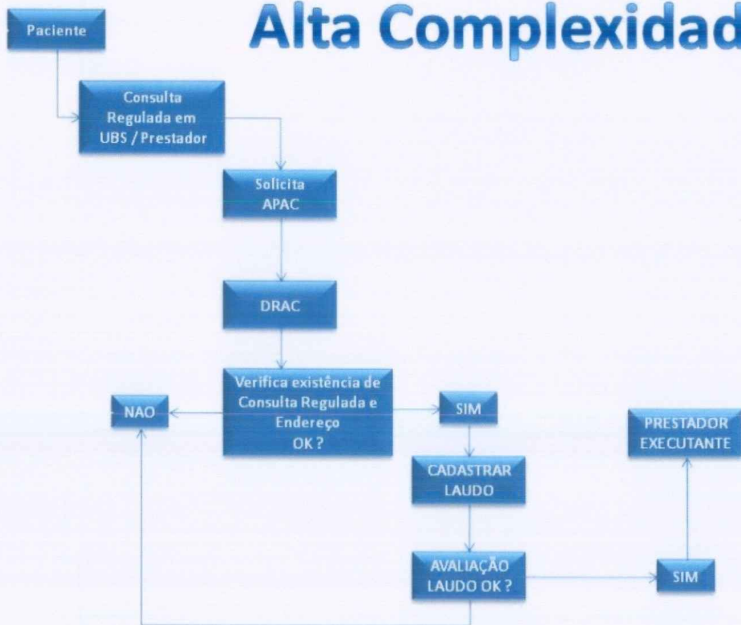 Alta Complexidad
Paciente
Consulta
Regulada em
UBS / Prestador
Solicita
APAC
DRAC
Verifica existência de
Consulta Regulada e
Endereço
OK ?
NAO
SIM
CADASTRAR
LAUDO
AVALIAÇÃO
LAUDO OK ?
SIM
PRESTADOR
EXECUTANTE